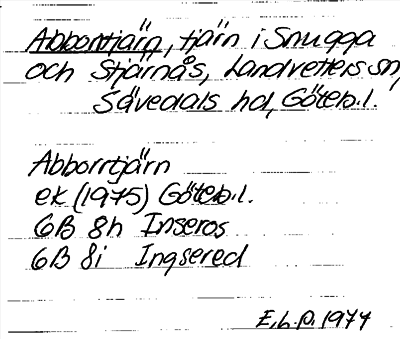 Abborrtjärn, tjärn i Snugga
och Stjärnås, Landvetters sn,
Sävedals hd, Göteb.l.
Abborrtjärn
ek (1975) Göteb.l.
6B 8h Inseros
6B 8i Ingsered
E.h.p. 1974